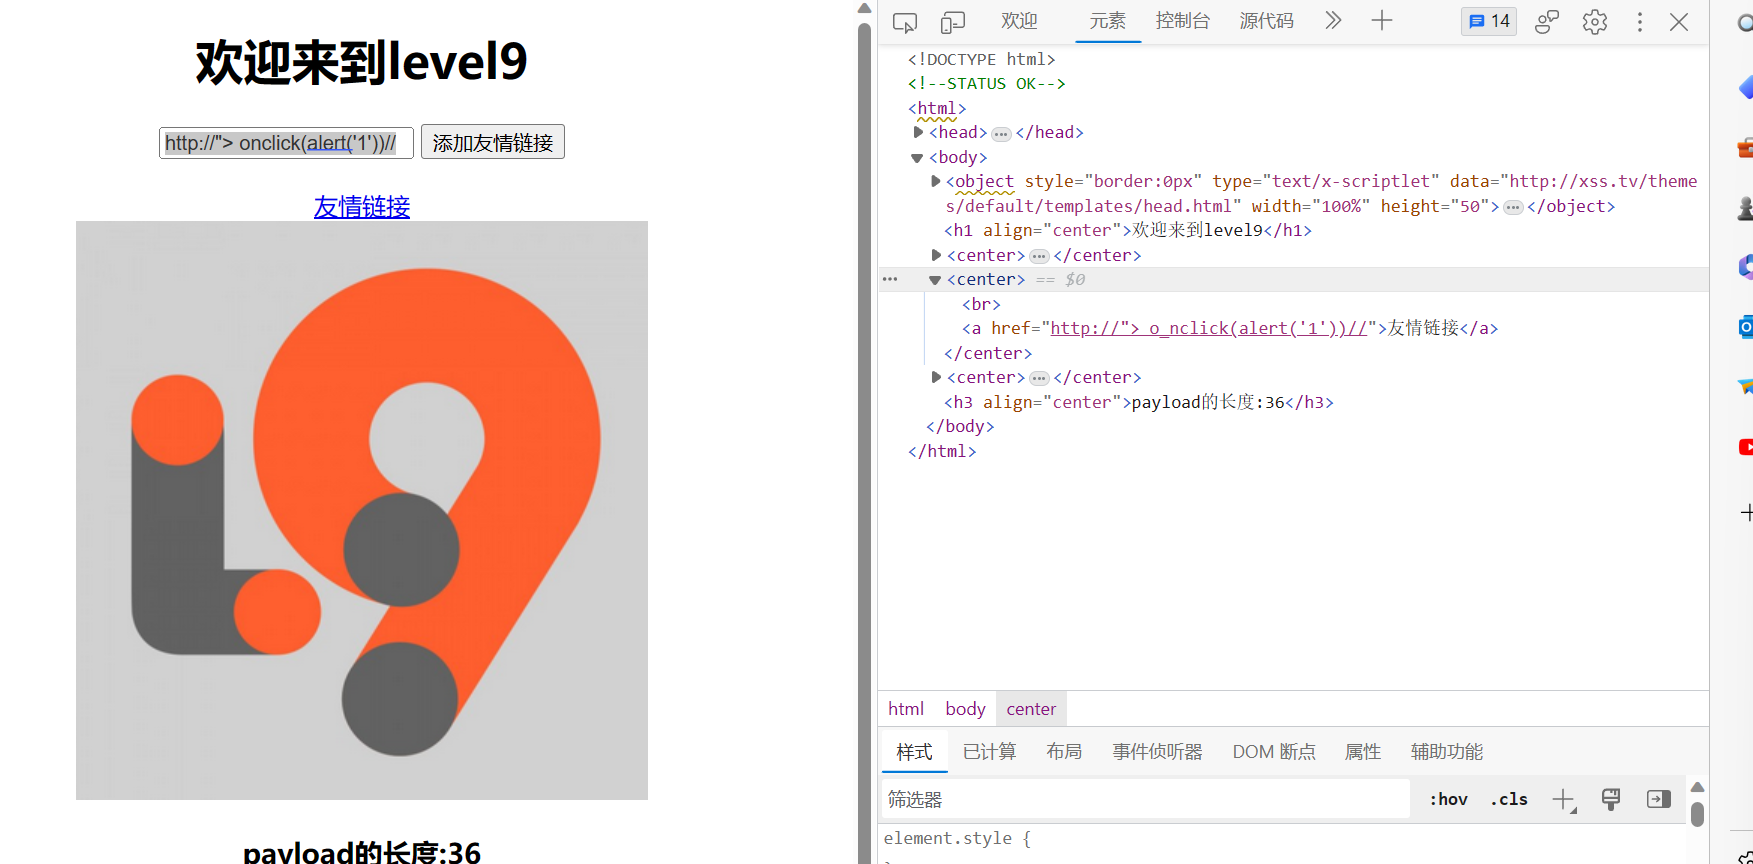 欢迎来到level9
http://"> onclick(alert('1'))//
添加友情链接
友情链接
payload的长度:36
欢迎
元素
控制台
源代码
14
<!DOCTYPE html>
<!--STATUS OK-->
<html>
<head>…</head>
<body>
<object style="border:0px" type="text/x-scriptlet" data="http://xss.tv/theme
s/default/templates/head.html" width="100%" height="50">…</object>
<h1 align="center">欢迎来到level9</h1>
<center>…</center>
<center> == $0
<br>
<a href="http://"> o_nclick(alert('1'))//">友情链接</a>
</center>
<center>…</center>
<h3 align="center">payload的长度:36</h3>
</body>
</html>
html body center
样式 已计算 布局 事件侦听器 DOM 断点 属性 辅助功能
筛选器
:hov .cls
element.style {